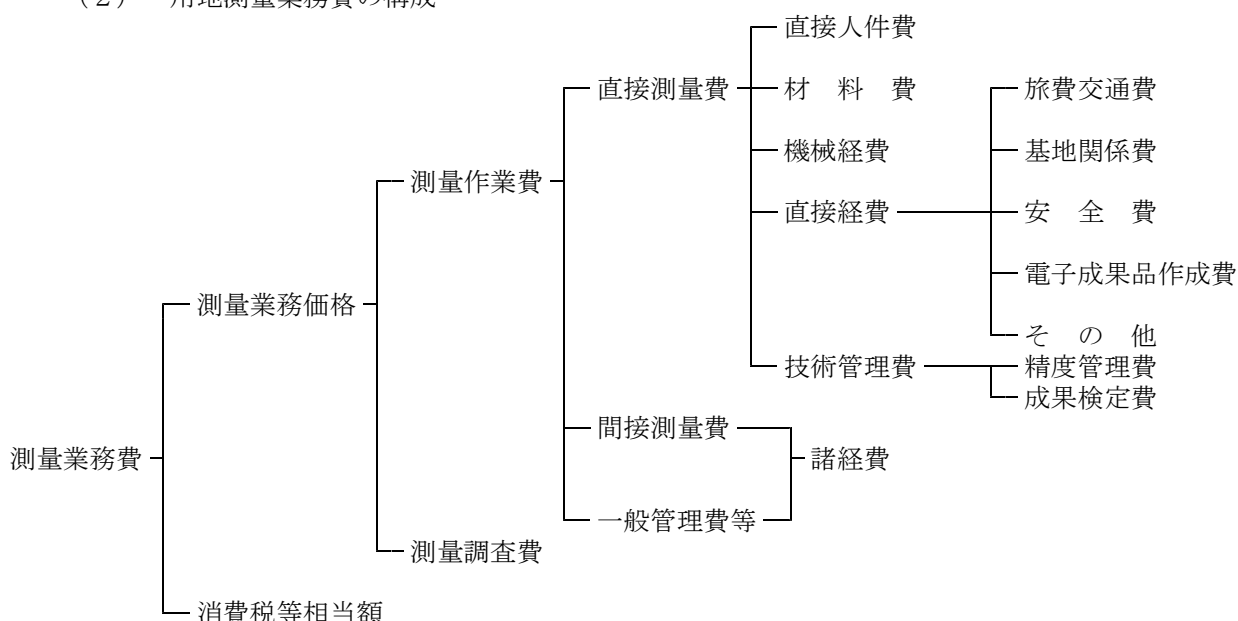 (2) 用地測量業務費の構成
直接人件費
直接測量費
材 料 費
旅費交通費
機械経費
基地関係費
測量作業費
直接経費
安 全 費
電子成果品作成費
測量業務価格
そ の 他
技術管理費
精度管理費
成果検定費
間接測量費
測量業務費
諸経費
一般管理費等
測量調査費
消費税等相当額